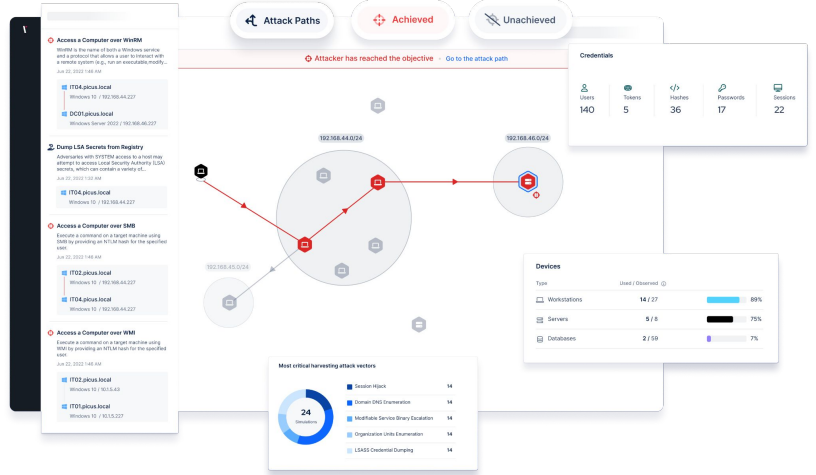 Attack Paths
Achieved
Unachieved
Attacker has reached the objective · Go to the attack path
Access a Computer over WinRM
WinRM is the name of both a Windows service
and a protocol that allows a user to interact with
a remote system (e.g., run an executable,modify...
Jun 22, 2022 1:48 AM
IT04.picus.local
Windows 10 / 192.168.44.227
DC01.picus.local
Windows Server 2022 / 192.168.46.227
Dump LSA Secrets from Registry
Adversaries with SYSTEM access to a host may
attempt to access Local Security Authority (LSA)
secrets, which can contain a variety of...
Jun 22, 2022 1:52 AM
IT04.picus.local
Windows 10 / 192.168.44.227
Access a Computer over SMB
Execute a command on a target machine using
SMB by providing an NTLM hash for the specified
user.
Jun 22, 2022 1:46 AM
IT02.picus.local
Windows 10 / 192.168.44.227
IT04.picus.local
Windows 10 / 192.168.44.227
Access a Computer over WMI
Execute a command on a target machine using
WMI by providing an NTLM hash for the specified
user
Jun 22, 2022 1:46 AM
IT02.picus.local
Windows 10 / 10.1.5.43
IT01.picus.local
Windows 10 / 10.1.5.227
192.168.44.0/24
192.168.46.0/24
192.168.45.0/24
Credentials
Users
140
Tokens
5
Hashes
36
Passwords
17
Sessions
22
Devices
Type Used / Observed
Workstations 14 / 27 89%
Servers 5 / 8 75%
Databases 2 / 59 7%
Most critical harvesting attack vectors
24
Simulations
Session Hijack 14
Domain DNS Enumeration 14
Modifiable Service Binary Escalation 14
Organization Units Enumeration 14
LSASS Credential Dumping 14